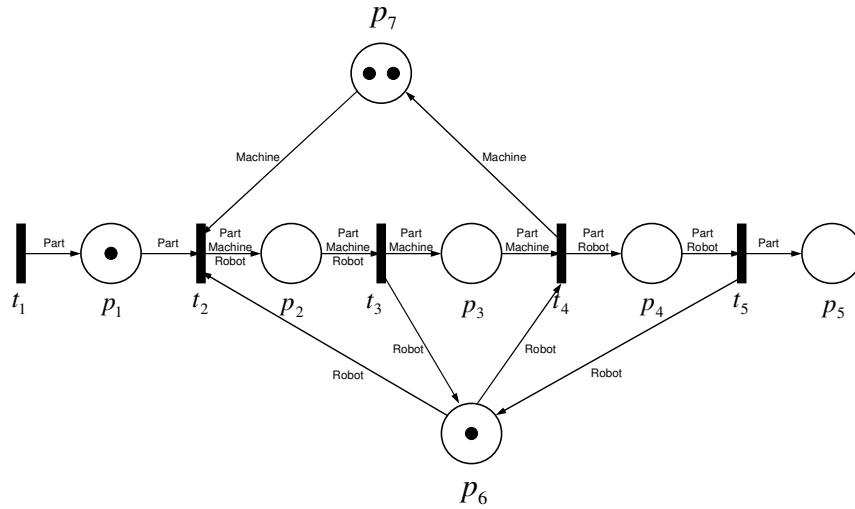 p7
Machine
Machine
Part
Part
Part
Machine
Robot
Part
Machine
Robot
Part
Machine
Part
Machine
Part
Robot
Part
Robot
Part
t1
p1
t2
p2
t3
p3
t4
p4
t5
p5
Robot
Robot
Robot
Robot
p6